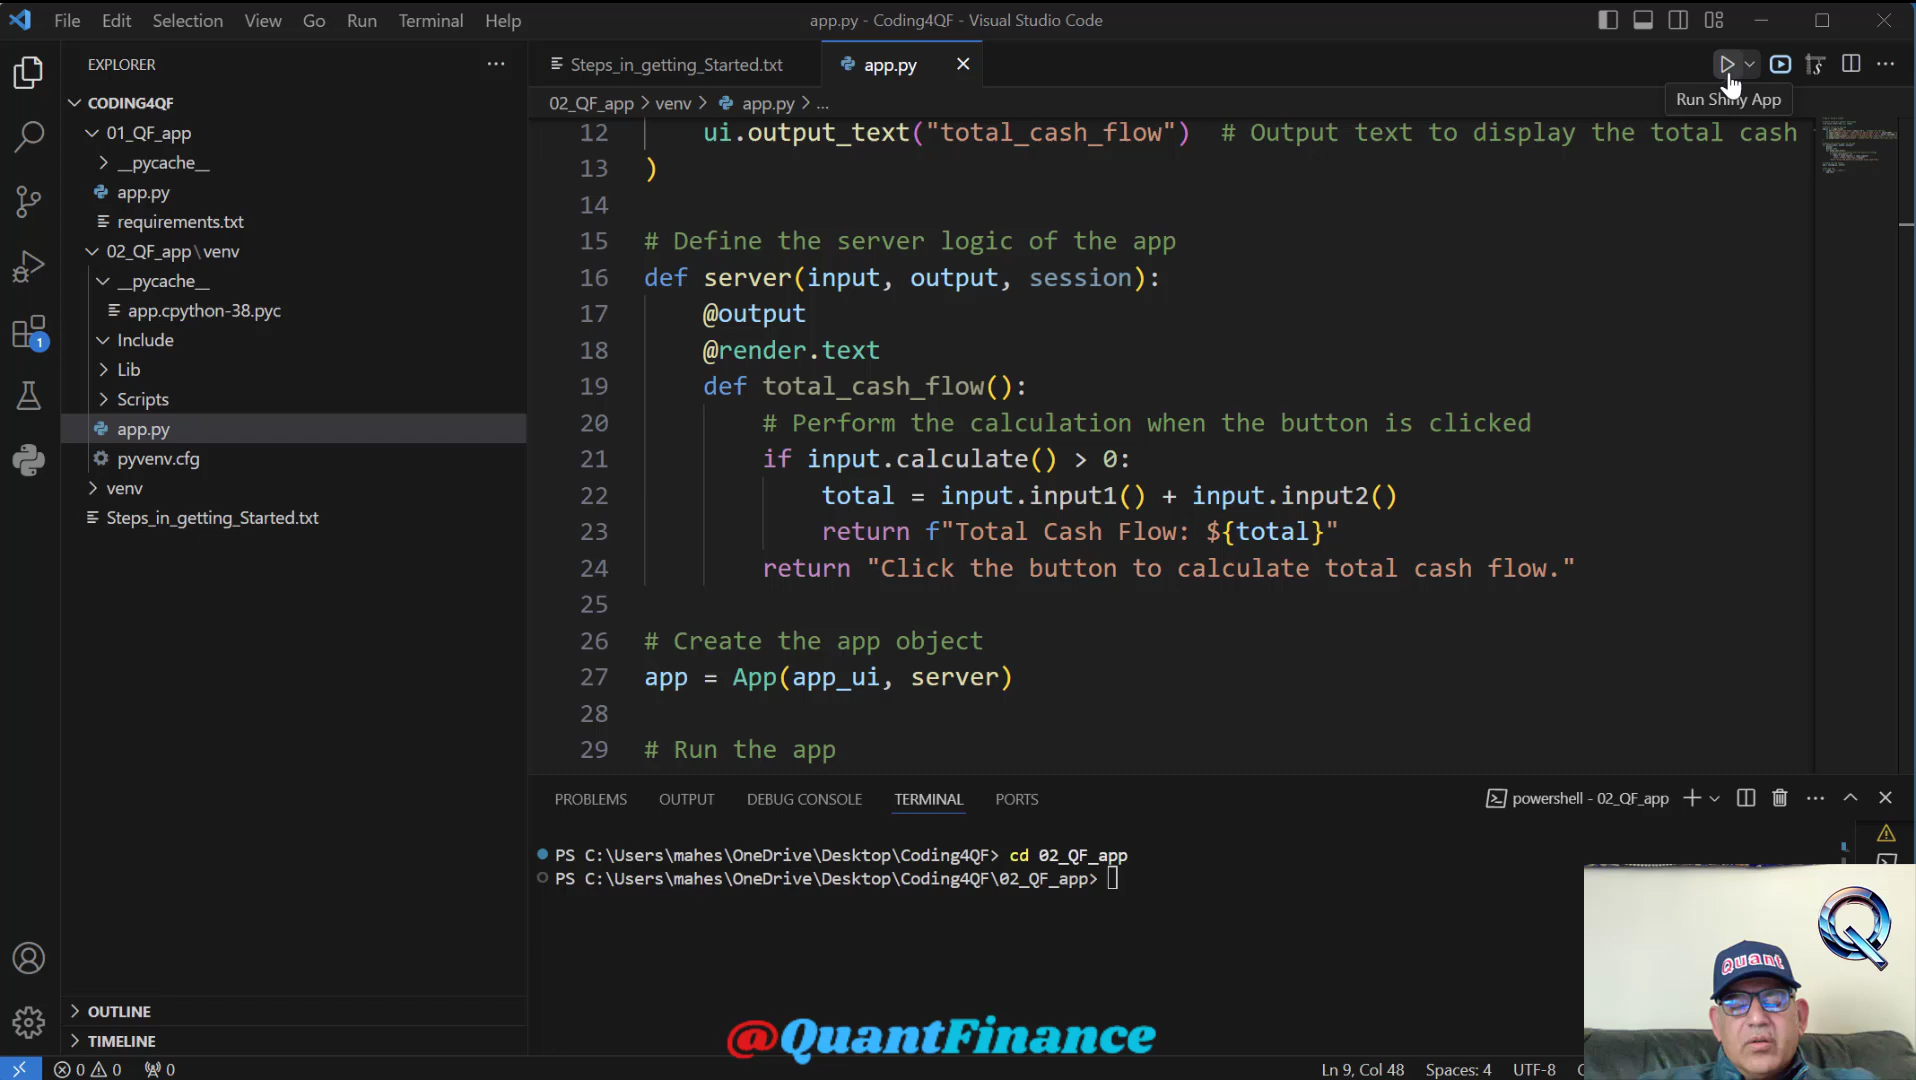 File Edit Selection View Go Run Terminal Help
app.py - Coding4QF - Visual Studio Code
EXPLORER
CODING4QF
01_QF_app
__pycache__
app.py
requirements.txt
02_QF_app\venv
__pycache__
app.cpython-38.pyc
Include
Lib
Scripts
app.py
pyvenv.cfg
venv
Steps_in_getting_Started.txt
OUTLINE
TIMELINE
1
Steps_in_getting_Started.txt
app.py
Run Shiny App
02_QF_app > venv > app.py > ...
12 ui.output_text("total_cash_flow") # Output text to display the total cash
13 )
14
15 # Define the server logic of the app
16 def server(input, output, session):
17 @output
18 @render.text
19 def total_cash_flow():
20 # Perform the calculation when the button is clicked
21 if input.calculate() > 0:
22 total = input.input1() + input.input2()
23 return f"Total Cash Flow: ${total}"
24 return "Click the button to calculate total cash flow."
25
26 # Create the app object
27 app = App(app_ui, server)
28
29 # Run the app
PROBLEMS OUTPUT DEBUG CONSOLE TERMINAL PORTS
powershell - 02_QF_app
PS C:\Users\mahes\OneDrive\Desktop\Coding4QF> cd 02_QF_app
PS C:\Users\mahes\OneDrive\Desktop\Coding4QF\02_QF_app>
@QuantFinance
Q
Quant
0 0 0
Ln 9, Col 48 Spaces: 4 UTF-8